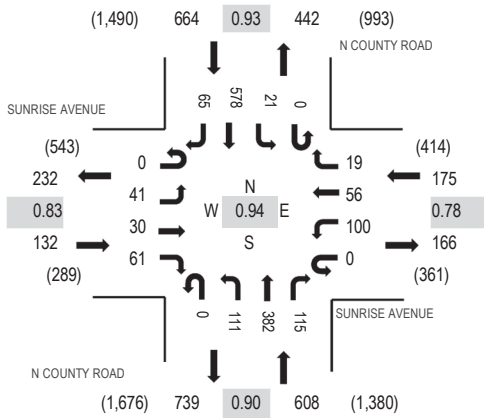 (1,490) 664 0.93 442 (993)
N COUNTY ROAD
65 578 21 0
SUNRISE AVENUE
(543) 0 19 (414)
232 41 56 175
N
0.83 30 W 0.94 E 100 0.78
S
132 61 0 166
(289) (361)
0 111 382 115
SUNRISE AVENUE
N COUNTY ROAD
(1,676) 739 0.90 608 (1,380)